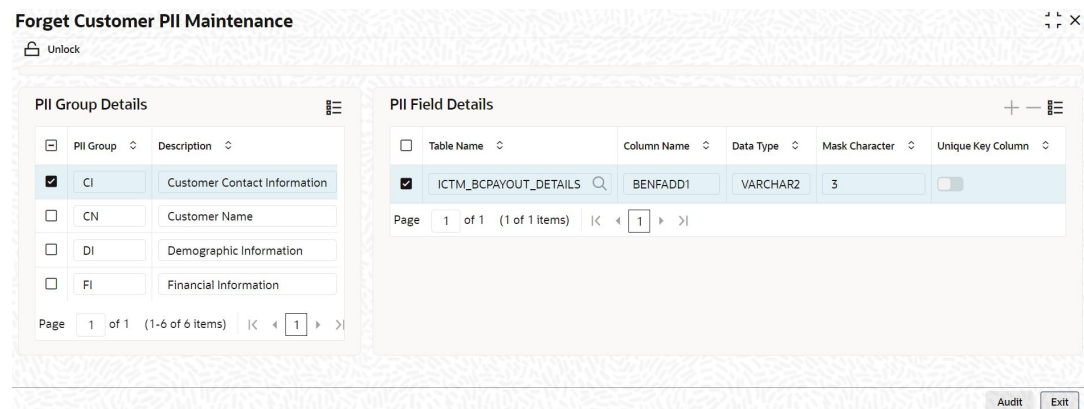 Forget Customer PII Maintenance
Unlock
PII Group Details
PII Group Description
CI Customer Contact Information
CN Customer Name
DI Demographic Information
FI Financial Information
Page 1 of 1 (1-6 of 6 items) 1
PII Field Details
Table Name Column Name Data Type Mask Character Unique Key Column
ICTM_BCPAYOUT_DETAILS BENFADD1 VARCHAR2 3
Page 1 of 1 (1 of 1 items) 1
Audit Exit